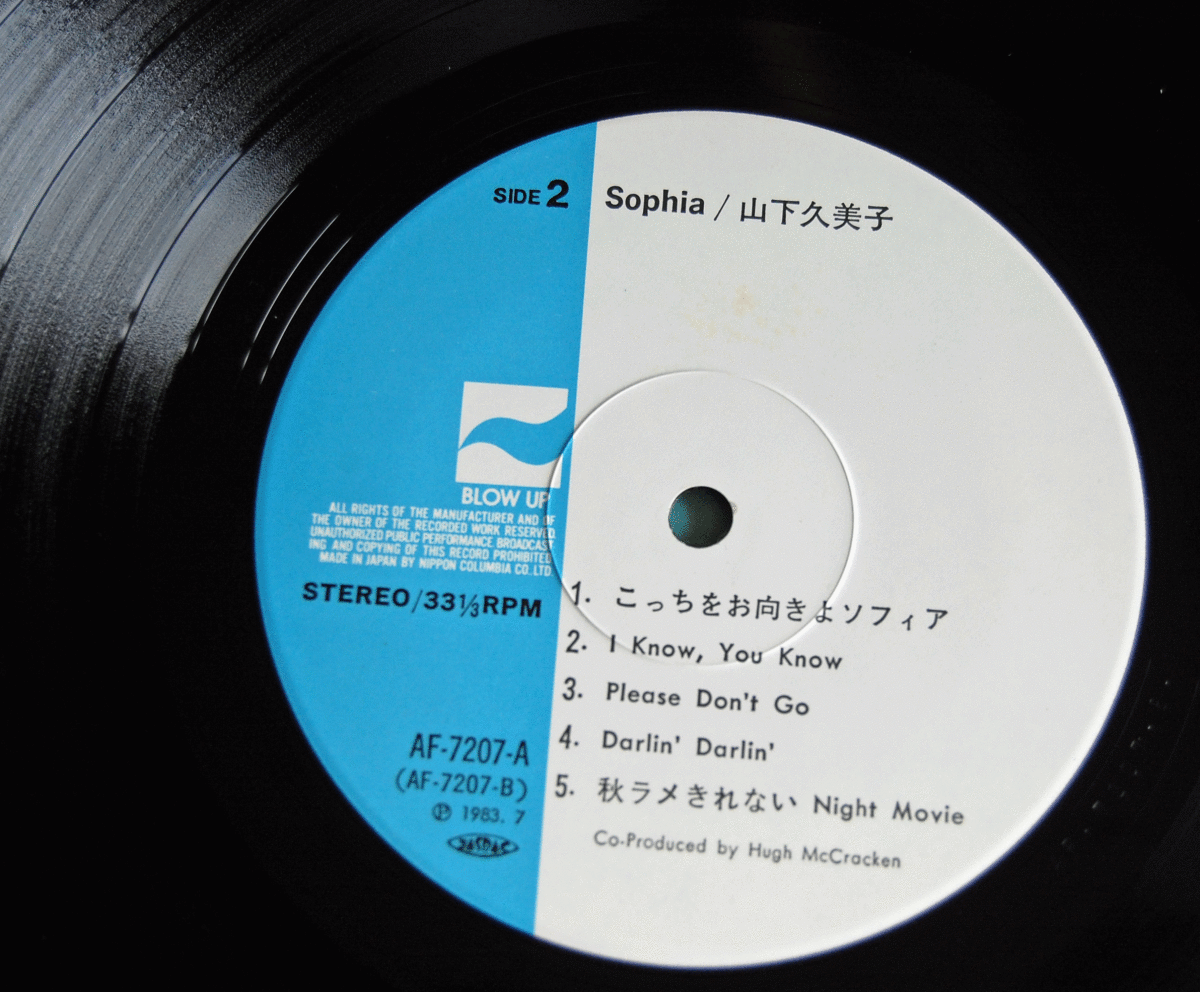 SIDE 2
Sophia / 山下久美子
BLOW UP
ALL RIGHTS OF THE MANUFACTURER AND OF
THE OWNER OF THE RECORDED WORK RESERVED
UNAUTHORIZED PUBLIC PERFORMANCE BROADCAST
ING AND COPYING OF THIS RECORD PROHIBITED
MADE IN JAPAN BY NIPPON COLUMBIA CO. LTD.
STEREO/33⅓RPM
1. こっちをお向きよソフィア
2. I Know, You Know
3. Please Don't Go
4. Darlin' Darlin'
5. 秋ラメきれない Night Movie
Co-Produced by Hugh McCracken
AF-7207-A
(AF-7207-B)
Ⓟ 1983. 7
JASRAC